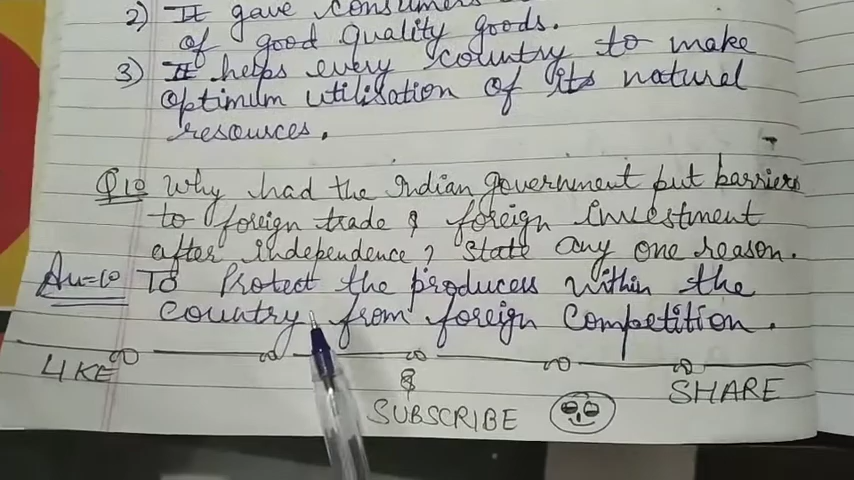 2) It gave consumers
of good quality goods.
3) It helps every country to make
optimum utilisation of its natural
resources.
Q10 Why had the Indian government put barriers
to foreign trade & foreign investment
after independence? State any one reason.
Ans=10 To Protect the producers within the
Country from foreign Competition.
LIKE
&
SUBSCRIBE
SHARE